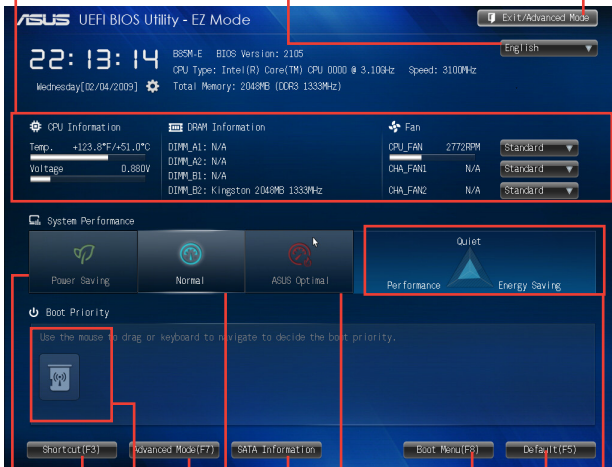 ASUS UEFI BIOS Utility - EZ Mode
Exit/Advanced Mode
English
22:13:14
Wednesday[02/04/2009]
B85M-E BIOS Version: 2105
CPU Type: Intel(R) Core(TM) CPU 0000 @ 3.10GHz Speed: 3100MHz
Total Memory: 2048MB (DDR3 1333MHz)
CPU Information
Temp. +123.8°F/+51.0°C
Voltage 0.880V
DRAM Information
DIMM_A1: N/A
DIMM_A2: N/A
DIMM_B1: N/A
DIMM_B2: Kingston 2048MB 1333MHz
Fan
CPU_FAN 2772RPM Standard
CHA_FAN1 N/A Standard
CHA_FAN2 N/A Standard
System Performance
Power Saving
Normal
ASUS Optimal
Quiet
Performance
Energy Saving
Boot Priority
Use the mouse to drag or keyboard to navigate to decide the boot priority.
Shortcut(F3)
Advanced Mode(F7)
SATA Information
Boot Menu(F8)
Default(F5)